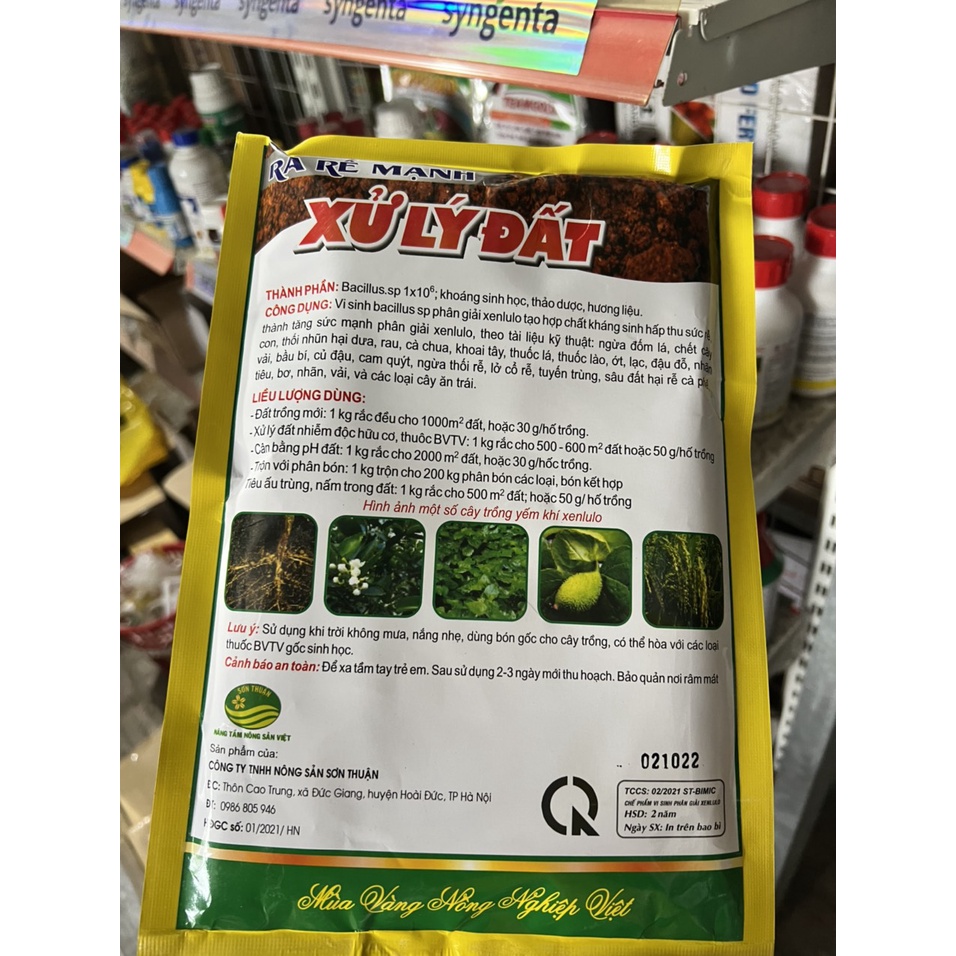 syngenta syngenta syngenta syngenta
RA RỄ MẠNH
XỬ LÝ ĐẤT
THÀNH PHẦN: Bacillus.sp 1x10⁶; khoáng sinh học, thảo dược, hương liệu.
CÔNG DỤNG: Vi sinh bacillus sp phân giải xenlulo tạo hợp chất kháng sinh hấp thu sức rễ
thành tăng sức mạnh phân giải xenlulo, theo tài liệu kỹ thuật: ngừa đốm lá, chết cây
con, thối nhũn hại dưa, rau, cà chua, khoai tây, thuốc lá, thuốc lào, ớt, lạc, đậu đỗ, nhãn
vải, bầu bí, củ đậu, cam quýt, ngừa thối rễ, lở cổ rễ, tuyến trùng, sâu đất hại rễ cà phê,
tiêu, bơ, nhãn, vải, và các loại cây ăn trái.
LIỀU LƯỢNG DÙNG:
- Đất trồng mới: 1 kg rắc đều cho 1000m² đất, hoặc 30 g/hố trồng.
- Xử lý đất nhiễm độc hữu cơ, thuôc BVTV: 1 kg rắc cho 500 - 600 m² đất hoặc 50 g/hố trồng
- Cân bằng pH đất: 1 kg rắc cho 2000 m² đất, hoặc 30 g/hốc trồng.
- Trộn với phân bón: 1 kg trộn cho 200 kg phân bón các loại, bón kết hợp
Tiêu ấu trùng, nấm trong đất: 1 kg rắc cho 500 m² đất; hoặc 50 g/ hố trồng
Hình ảnh một số cây trồng yếm khí xenlulo
Lưu ý: Sử dụng khi trời không mưa, nắng nhẹ, dùng bón gốc cho cây trồng, có thể hòa với các loại
thuốc BVTV gốc sinh học.
Cảnh báo an toàn: Để xa tầm tay trẻ em. Sau sử dụng 2-3 ngày mới thu hoạch. Bảo quản nơi râm mát
SƠN THUẬN
NÂNG TẦM NÔNG SẢN VIỆT
Sản phẩm của:
CÔNG TY TNHH NÔNG SẢN SƠN THUẬN
ĐC: Thôn Cao Trung, xã Đức Giang, huyện Hoài Đức, TP Hà Nội
ĐT: 0986 805 946
HĐGC số: 01/2021/ HN
021022
TCCS: 02/2021 ST-BIMIC
CHẾ PHẨM VI SINH PHÂN GIẢI XENLULO
HSD: 2 năm
Ngày SX: In trên bao bì
Mùa Vàng Nông Nghiệp Việt